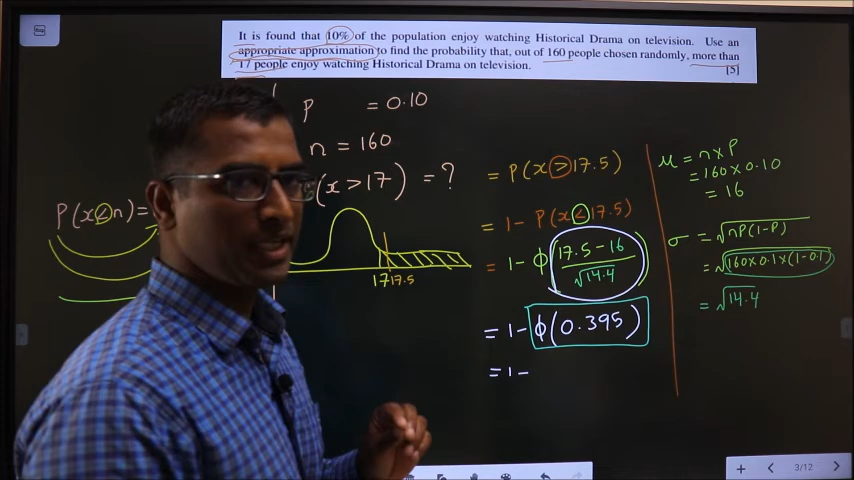 It is found that 10% of the population enjoy watching Historical Drama on television. Use an
appropriate approximation to find the probability that, out of 160 people chosen randomly, more than
17 people enjoy watching Historical Drama on television. [5]
P = 0.10
n = 160
(x>17) = ?
P(x<n)=
17 17.5
= P(x>17.5)
= 1 - P(x<17.5)
= 1 - ϕ(17.5-16/√14.4)
= 1 - ϕ(0.395)
= 1 -
μ = n×P
= 160×0.10
= 16
σ = √nP(1-P)
= √160×0.1×(1-0.1)
= √14.4
3/12